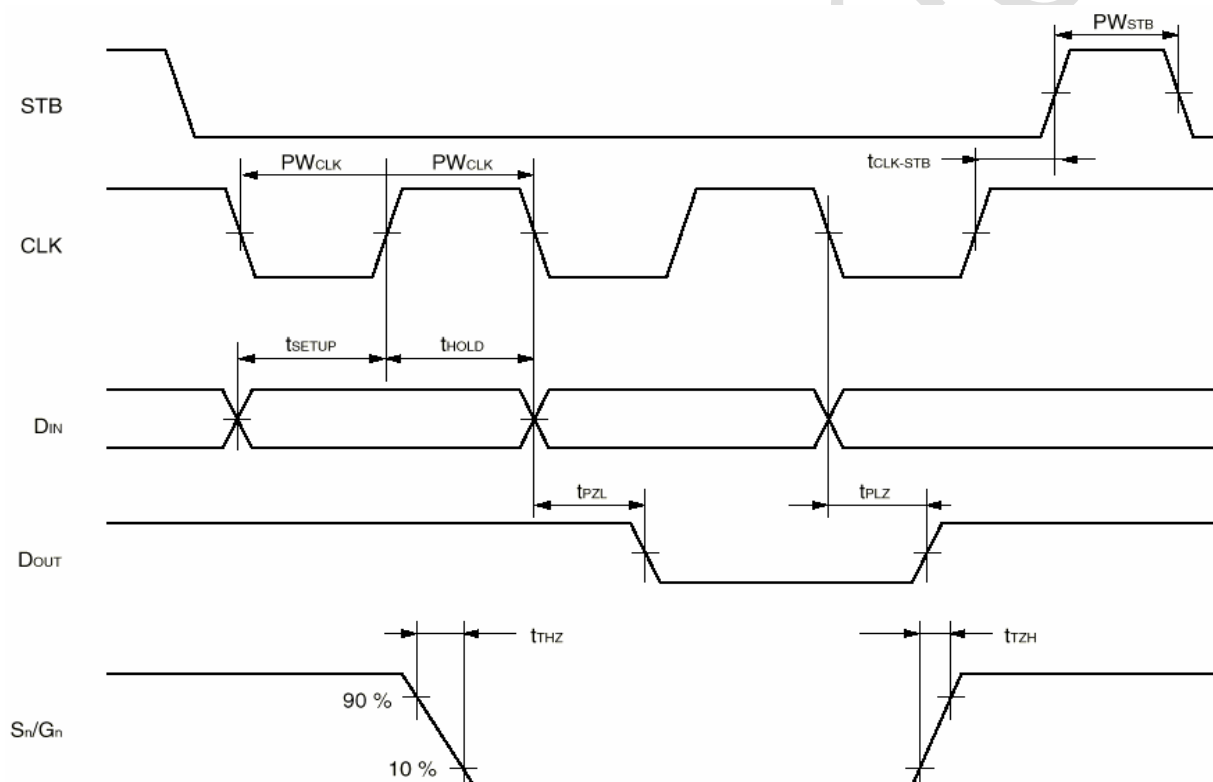 PWSTB
STB
tCLK-STB
PWCLK PWCLK
CLK
tSETUP tHOLD
DIN
tPZL tPLZ
DOUT
tTHZ tTZH
90 %
Sn/Gn
10 %